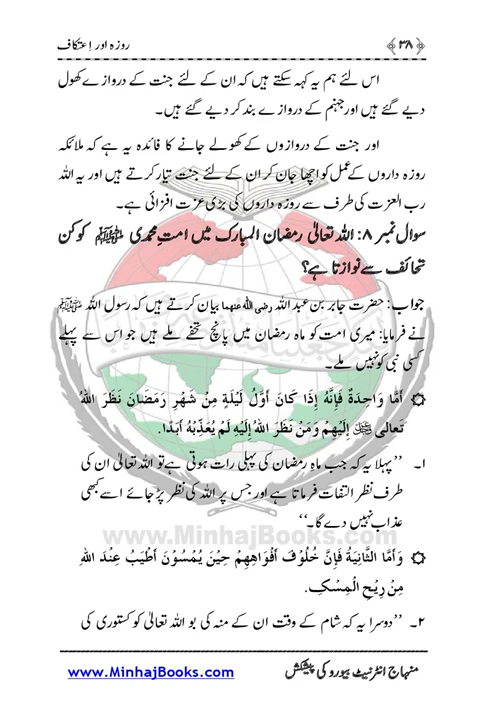 ﴿۳۸﴾ روزہ اور اِعتکاف
اس لئے ہم یہ کہہ سکتے ہیں کہ ان کے لئے جنت کے دروازے کھول
دیے گئے ہیں اور جہنم کے دروازے بند کر دیے گئے ہیں۔
اور جنت کے دروازوں کے کھولے جانے کا فائدہ یہ ہے کہ ملائکہ
روزہ داروں کے عمل کو اچھا جان کر ان کے لئے جنت تیار کرتے ہیں اور یہ اللہ
رب العزت کی طرف سے روزہ داروں کی بڑی عزت افزائی ہے۔
سوال نمبر ۸: اللہ تعالیٰ رمضان المبارک میں امتِ محمدی ﷺ کو کن
تحائف سے نوازتا ہے؟
جواب: حضرت جابر بن عبد اللہ رضی اللہ عنہما بیان کرتے ہیں کہ رسول اللہ ﷺ
نے فرمایا: میری امت کو ماہ رمضان میں پانچ تحفے ملے ہیں جو اس سے پہلے
کسی نبی کو نہیں ملے۔
۞ أَمَّا وَاحِدَةٌ فَإِنَّهُ إِذَا كَانَ أَوَّلُ لَيْلَةٍ مِنْ شَهْرِ رَمَضَانَ نَظَرَ اللهُ
تعالى ﷻ إِلَيْهِمْ وَمَنْ نَظَرَ اللهُ إِلَيْهِ لَمْ يُعَذِّبْهُ أَبَدًا.
۱۔ ’’پہلا یہ کہ جب ماہِ رمضان کی پہلی رات ہوتی ہے تو اللہ تعالیٰ ان کی
طرف نظر التفات فرماتا ہے اور جس پر اللہ کی نظر پڑ جائے اسے کبھی
عذاب نہیں دے گا۔‘‘
www.MinhajBooks.com
۞ وَأَمَّا الثَّانِيَةُ فَإِنَّ خُلُوْفَ أَفْوَاهِهِمْ حِيْنَ يُمْسُوْنَ أَطْيَبُ عِنْدَ اللهِ
مِنْ رِيْحِ الْمِسْكِ.
۲۔ ’’دوسرا یہ کہ شام کے وقت ان کے منہ کی بو اللہ تعالیٰ کو کستوری کی
منہاج انٹرنیٹ بیورو کی پیشکش www.MinhajBooks.com